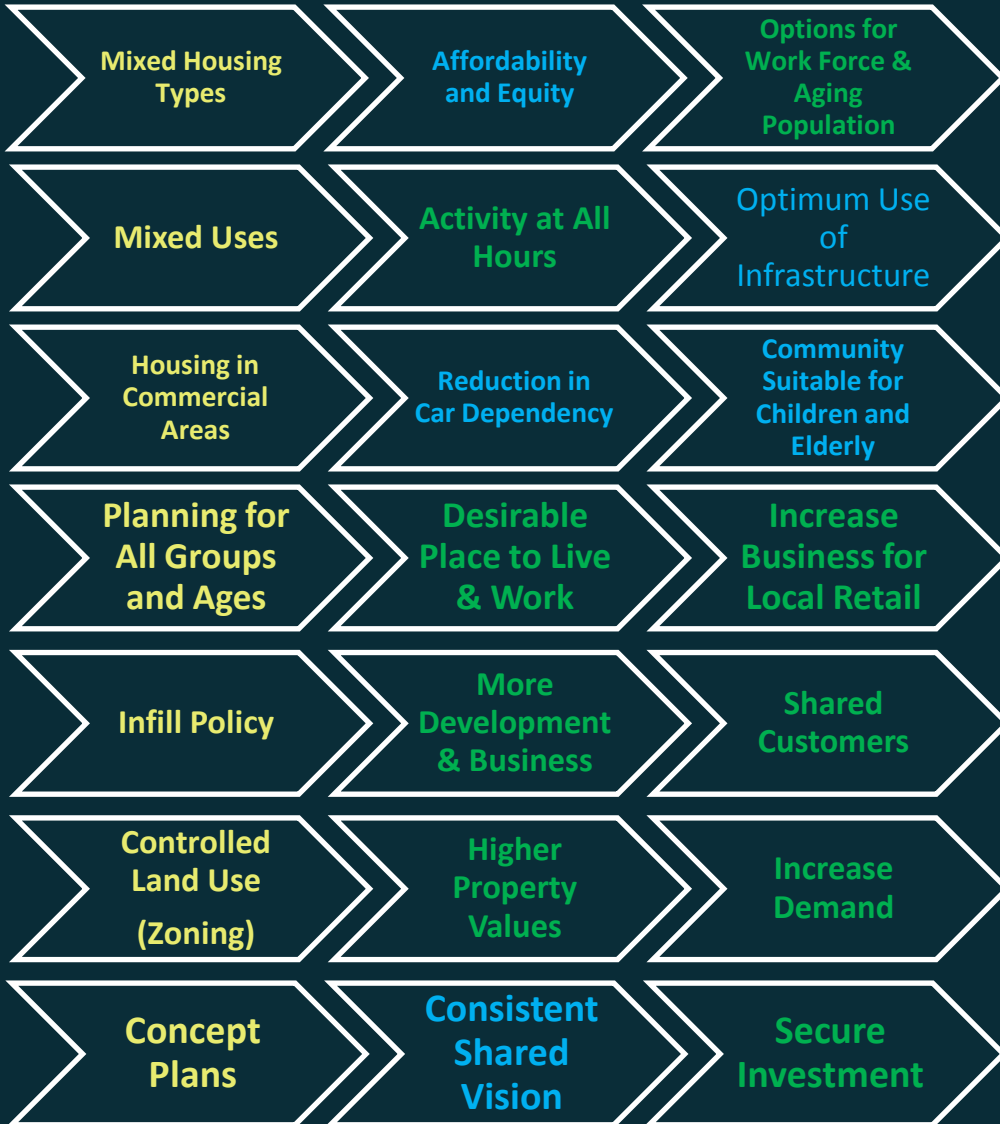 Mixed Housing
Types
Affordability
and Equity
Options for
Work Force &
Aging
Population
Mixed Uses
Activity at All
Hours
Optimum Use
of
Infrastructure
Housing in
Commercial
Areas
Reduction in
Car Dependency
Community
Suitable for
Children and
Elderly
Planning for
All Groups
and Ages
Desirable
Place to Live
& Work
Increase
Business for
Local Retail
Infill Policy
More
Development
& Business
Shared
Customers
Controlled
Land Use
(Zoning)
Higher
Property
Values
Increase
Demand
Concept
Plans
Consistent
Shared
Vision
Secure
Investment